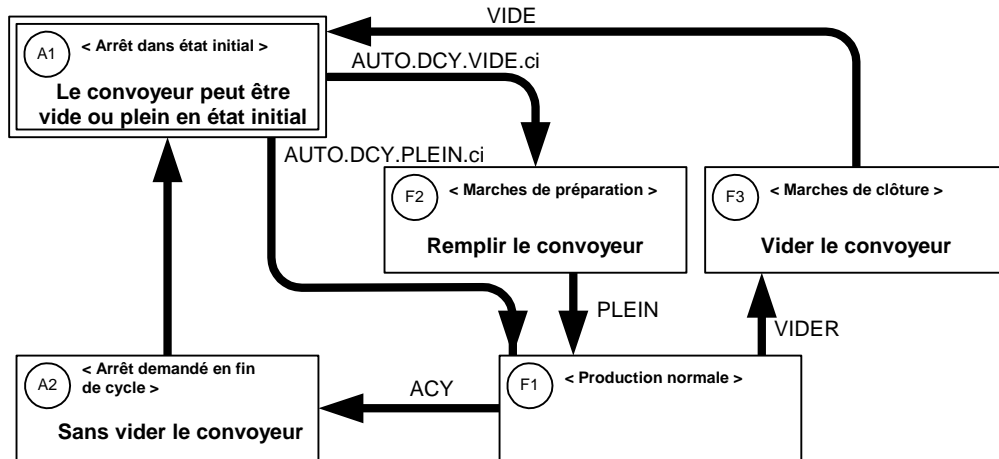 VIDE
A1
< Arrêt dans état initial >
Le convoyeur peut être
vide ou plein en état initial
AUTO.DCY.VIDE.ci
AUTO.DCY.PLEIN.ci
F2
< Marches de préparation >
Remplir le convoyeur
F3
< Marches de clôture >
Vider le convoyeur
PLEIN
VIDER
A2
< Arrêt demandé en fin
de cycle >
Sans vider le convoyeur
ACY
F1
< Production normale >